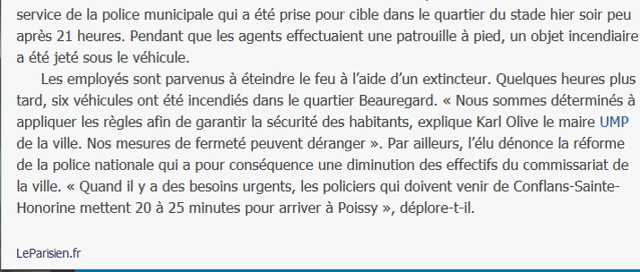 service de la police municipale qui a été prise pour cible dans le quartier du stade hier soir peu
après 21 heures. Pendant que les agents effectuaient une patrouille à pied, un objet incendiaire
a été jeté sous le véhicule.
Les employés sont parvenus à éteindre le feu à l’aide d’un extincteur. Quelques heures plus
tard, six véhicules ont été incendiés dans le quartier Beauregard. « Nous sommes déterminés à
appliquer les règles afin de garantir la sécurité des habitants, explique Karl Olive le maire UMP
de la ville. Nos mesures de fermeté peuvent déranger ». Par ailleurs, l’élu dénonce la réforme
de la police nationale qui a pour conséquence une diminution des effectifs du commissariat de
la ville. « Quand il y a des besoins urgents, les policiers qui doivent venir de Conflans-Sainte-
Honorine mettent 20 à 25 minutes pour arriver à Poissy », déplore-t-il.
LeParisien.fr